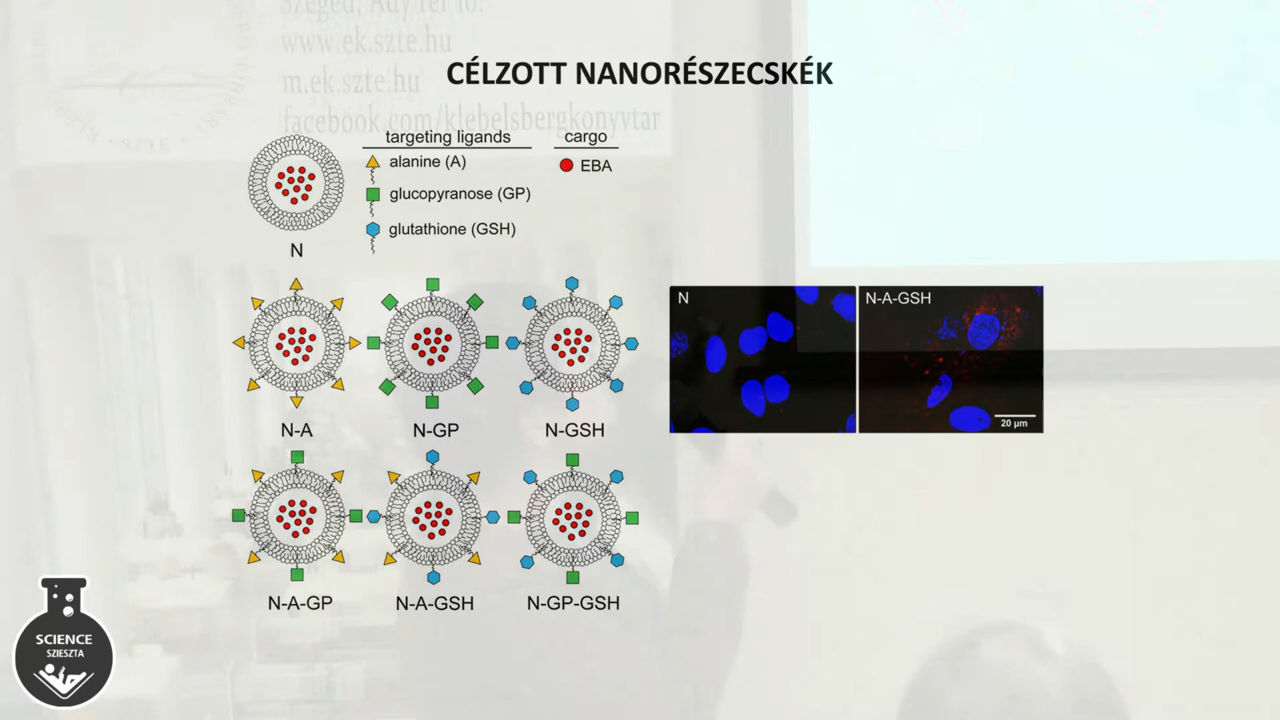 Szeged, Ady tér 10.
www.ek.szte.hu
m.ek.szte.hu
facebook.com/klebelsbergkonyvtar
SZTE
CÉLZOTT NANORÉSZECSKÉK
targeting ligands
cargo
alanine (A)
EBA
glucopyranose (GP)
glutathione (GSH)
N
N-A
N-GP
N-GSH
N-A-GP
N-A-GSH
N-GP-GSH
N
N-A-GSH
20 µm
SCIENCE
SZIESZTA